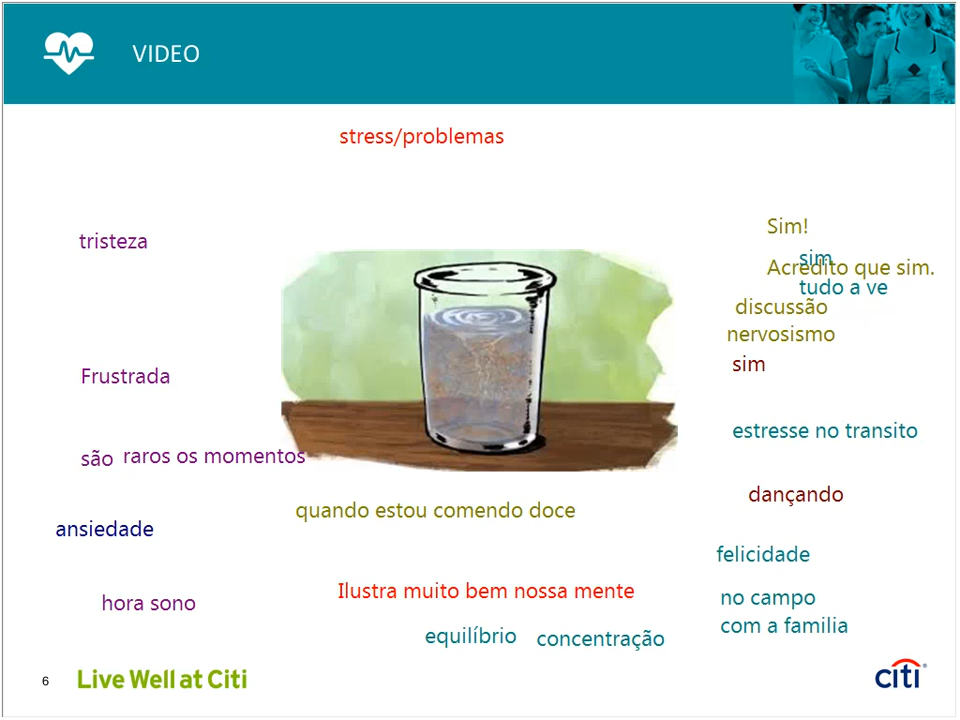 VIDEO
stress/problemas
Sim!
tristeza
sim
Acredito que sim.
tudo a ve
discussão
nervosismo
sim
Frustrada
estresse no transito
são raros os momentos
dançando
quando estou comendo doce
ansiedade
felicidade
Ilustra muito bem nossa mente
no campo
hora sono
com a familia
equilíbrio
concentração
6
Live Well at Citi
citi